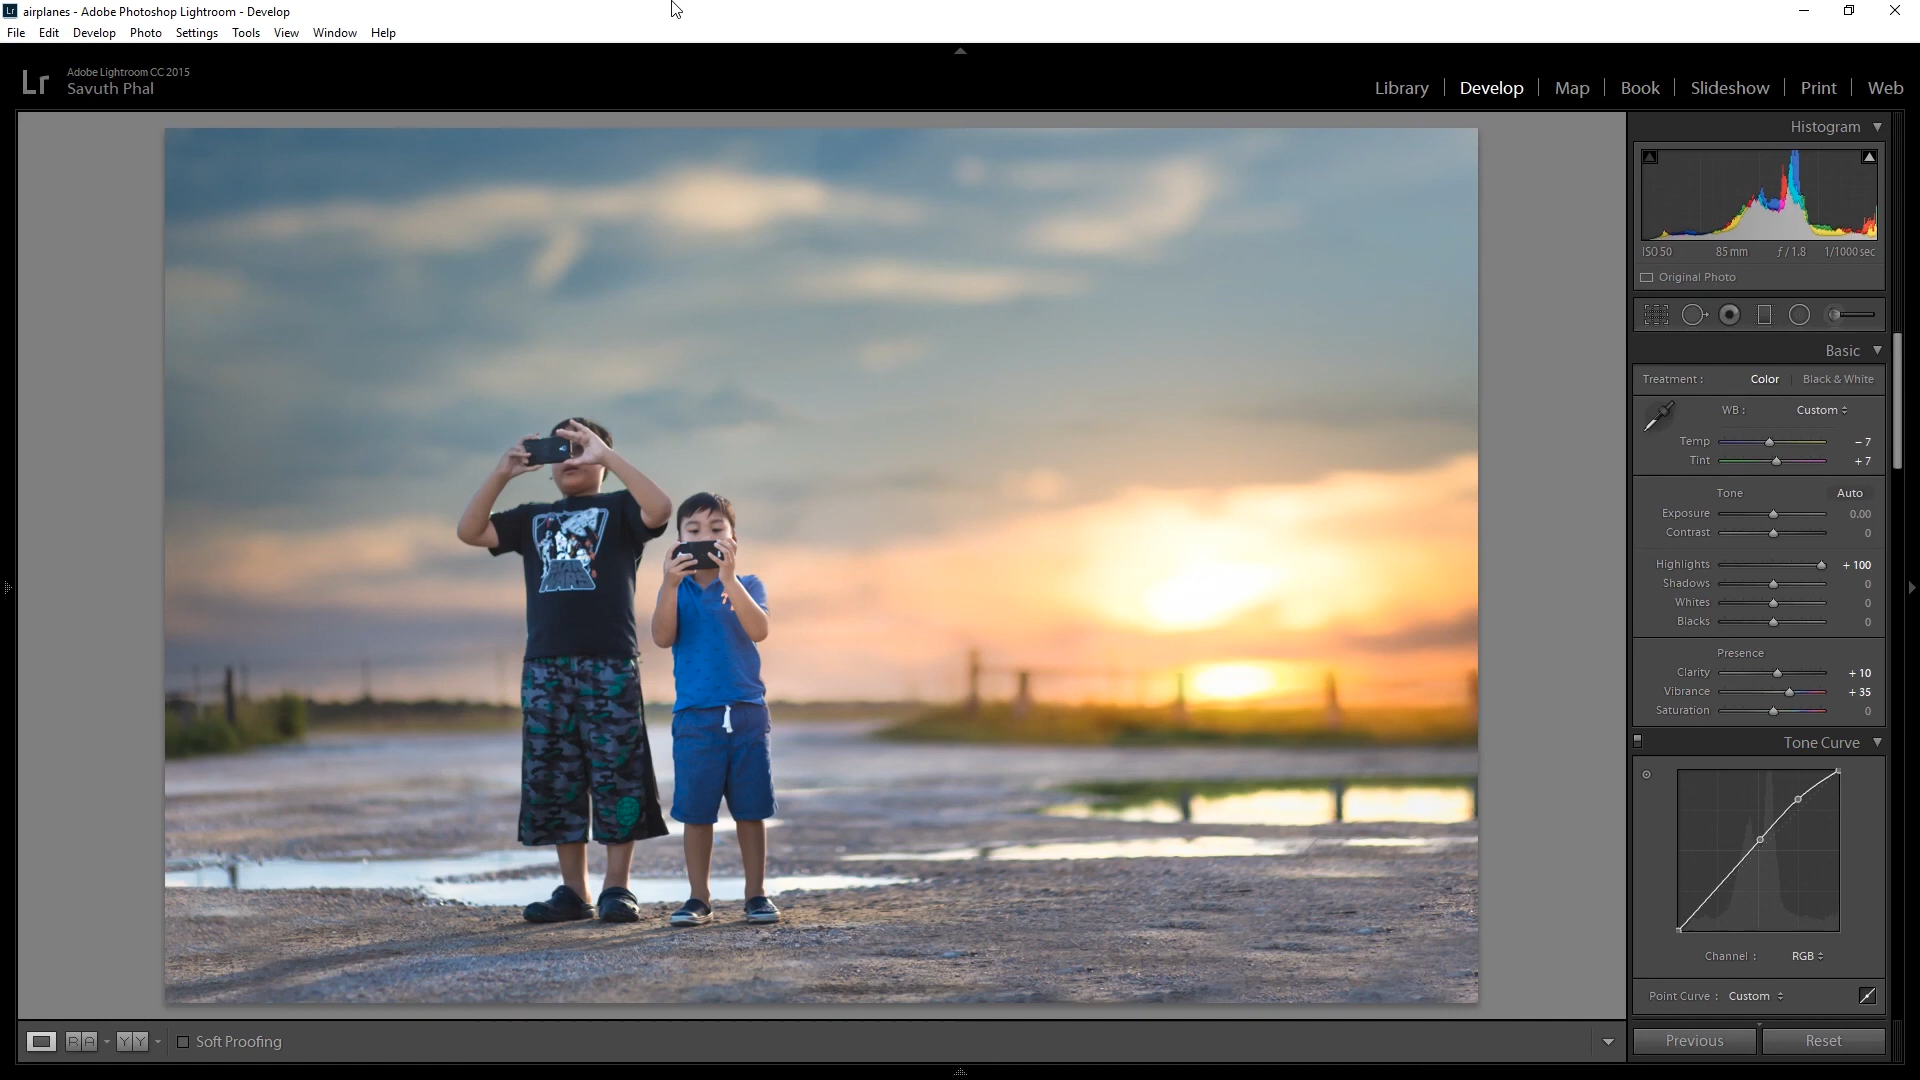 airplanes - Adobe Photoshop Lightroom - Develop
File Edit Develop Photo Settings Tools View Window Help
Lr
Adobe Lightroom CC 2015
Savuth Phal
Library Develop Map Book Slideshow Print Web
Histogram
ISO 50 85 mm ƒ / 1.8 1/1000 sec
Original Photo
Basic
Treatment : Color Black & White
WB : Custom
Temp - 7
Tint + 7
Tone Auto
Exposure 0.00
Contrast 0
Highlights + 100
Shadows 0
Whites 0
Blacks 0
Presence
Clarity + 10
Vibrance + 35
Saturation 0
Tone Curve
Channel : RGB
Point Curve : Custom
STAR
WARS
R A Y Y Soft Proofing
Previous Reset